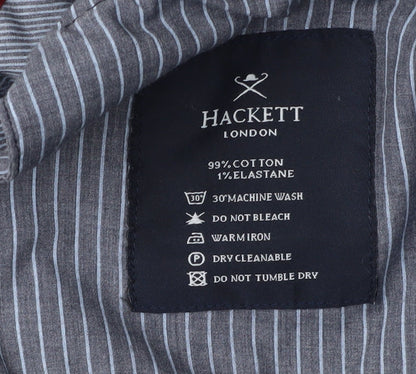 HACKETT
LONDON
99% COTTON
1% ELASTANE
30° 30° MACHINE WASH
DO NOT BLEACH
WARM IRON
P DRY CLEANABLE
DO NOT TUMBLE DRY